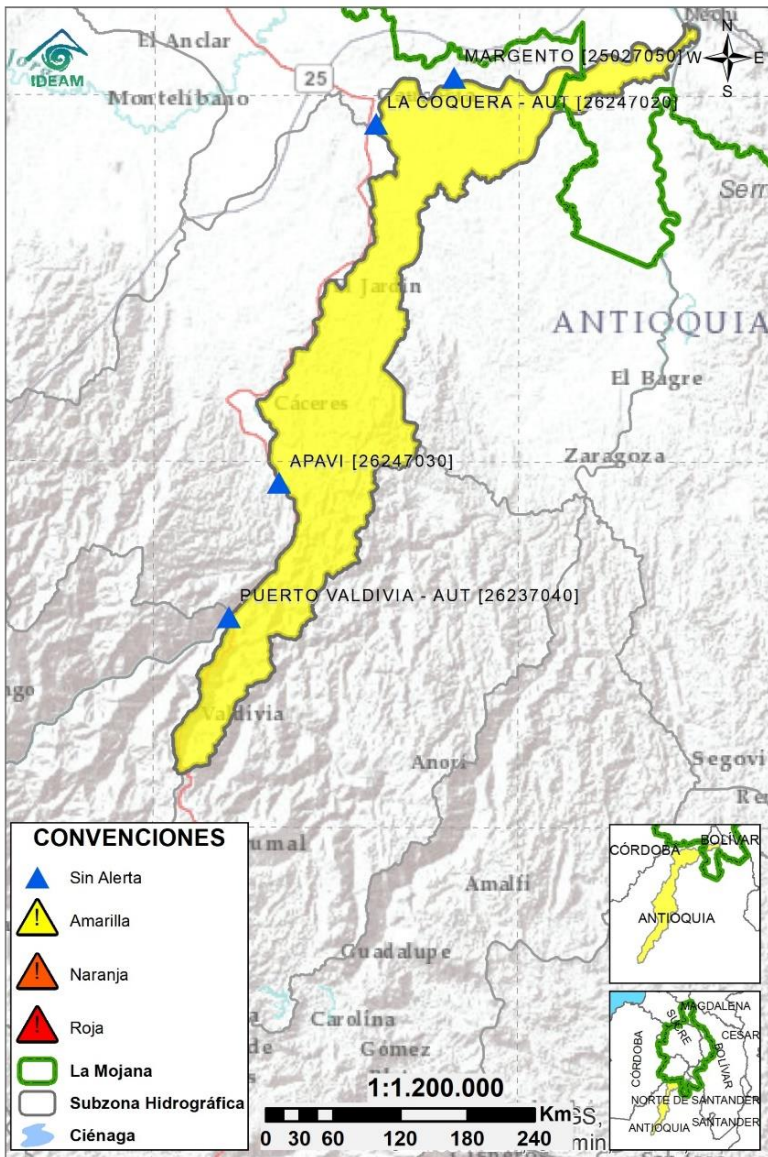 Nechí
N
W
E
S
El Anclar
IDEAM
MARGENTO [25027050]
25
Montelíbano
LA COQUERA - AUT [26247020]
El Jardín
ANTIOQUIA
El Bagre
Cáceres
Zaragoza
APAVI [26247030]
PUERTO VALDIVIA - AUT [26237040]
Valdivia
Anorí
Amalfi
Guadalupe
Carolina
Gómez
CONVENCIONES
Sin Alerta
Amarilla
Naranja
Roja
La Mojana
Subzona Hidrográfica
Ciénaga
1:1.200.000
Km
0 30 60 120 180 240
CÓRDOBA
BOLÍVAR
ANTIOQUIA
MAGDALENA
SUCRE
CESAR
CÓRDOBA
BOLÍVAR
NORTE DE SANTANDER
ANTIOQUIA
SANTANDER